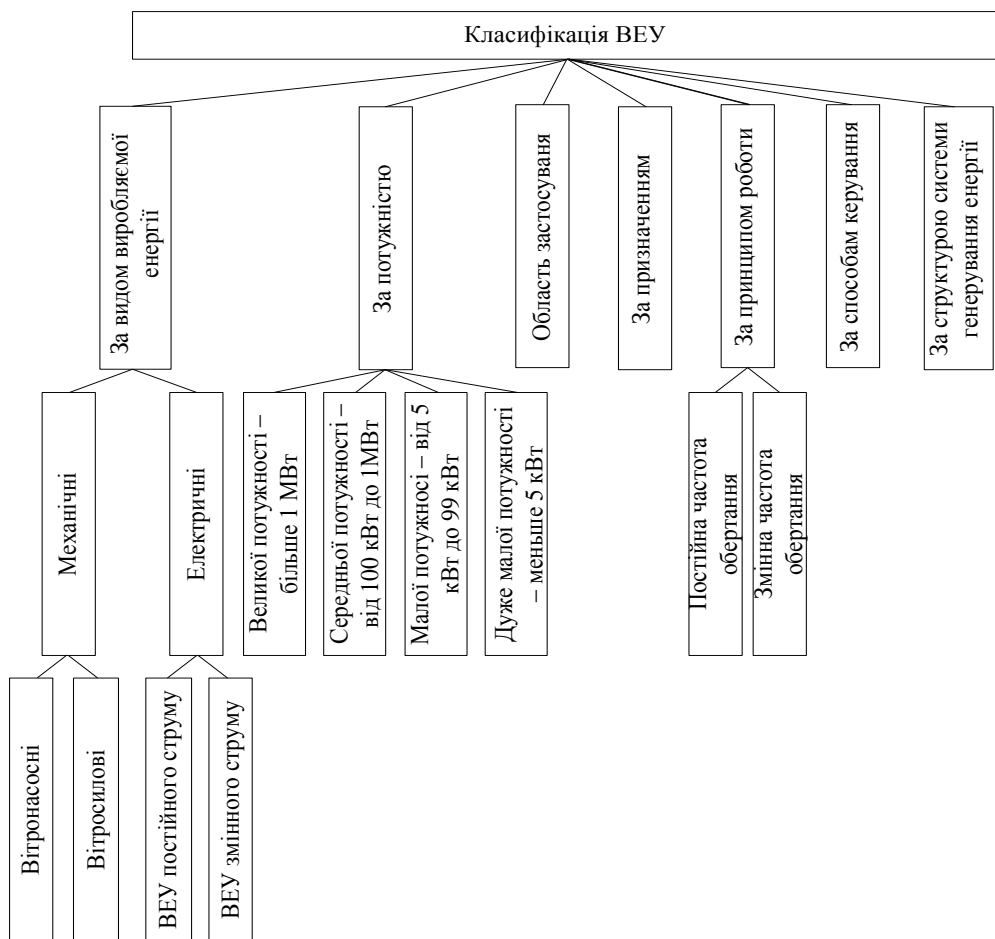 Класифікація ВЕУ
За видом виробляємої
енергії
За потужністю
Область застосуваня
За призначенням
За принципом роботи
За способам керування
За структурою системи
генерування енергії
Механічні
Електричні
Великої потужності –
більше 1 МВт
Середньої потужності –
від 100 кВт до 1МВт
Малої потужносі – від 5
кВт до 99 кВт
Дуже малої потужності
– меньше 5 кВт
Постійна частота
обертання
Змінна частота
обертання
Вітронасосні
Вітросилові
ВЕУ постійного струму
ВЕУ змінного струму